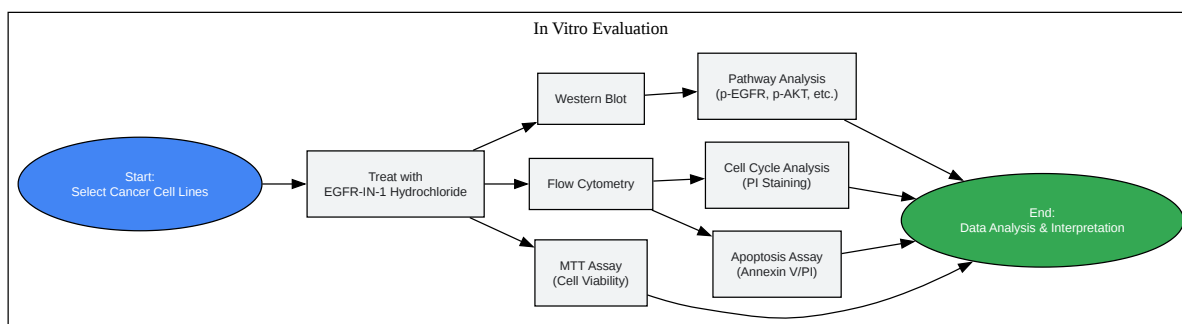 In Vitro Evaluation
Start:
Select Cancer Cell Lines
Treat with
EGFR-IN-1 Hydrochloride
Western Blot
Pathway Analysis
(p-EGFR, p-AKT, etc.)
Flow Cytometry
Cell Cycle Analysis
(PI Staining)
MTT Assay
(Cell Viability)
Apoptosis Assay
(Annexin V/PI)
End:
Data Analysis & Interpretation